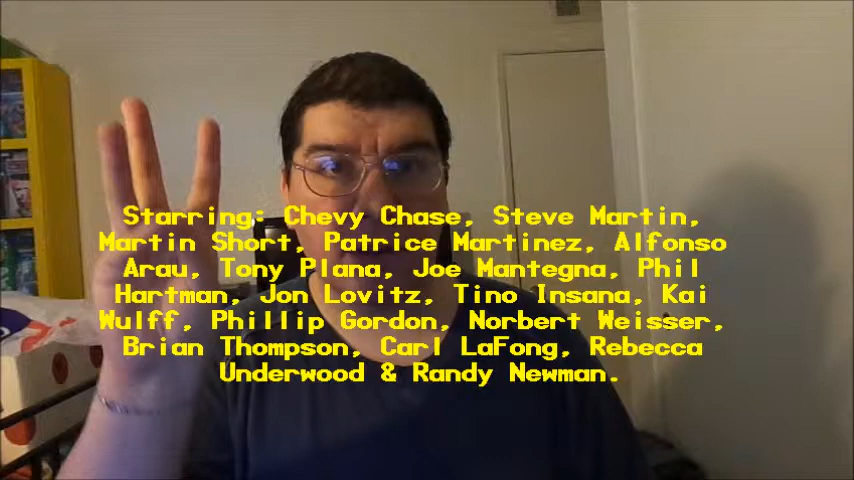 Starring: Chevy Chase, Steve Martin,
Martin Short, Patrice Martinez, Alfonso
Arau, Tony Plana, Joe Mantegna, Phil
Hartman, Jon Lovitz, Tino Insana, Kai
Wulff, Phillip Gordon, Norbert Weisser,
Brian Thompson, Carl LaFong, Rebecca
Underwood & Randy Newman.